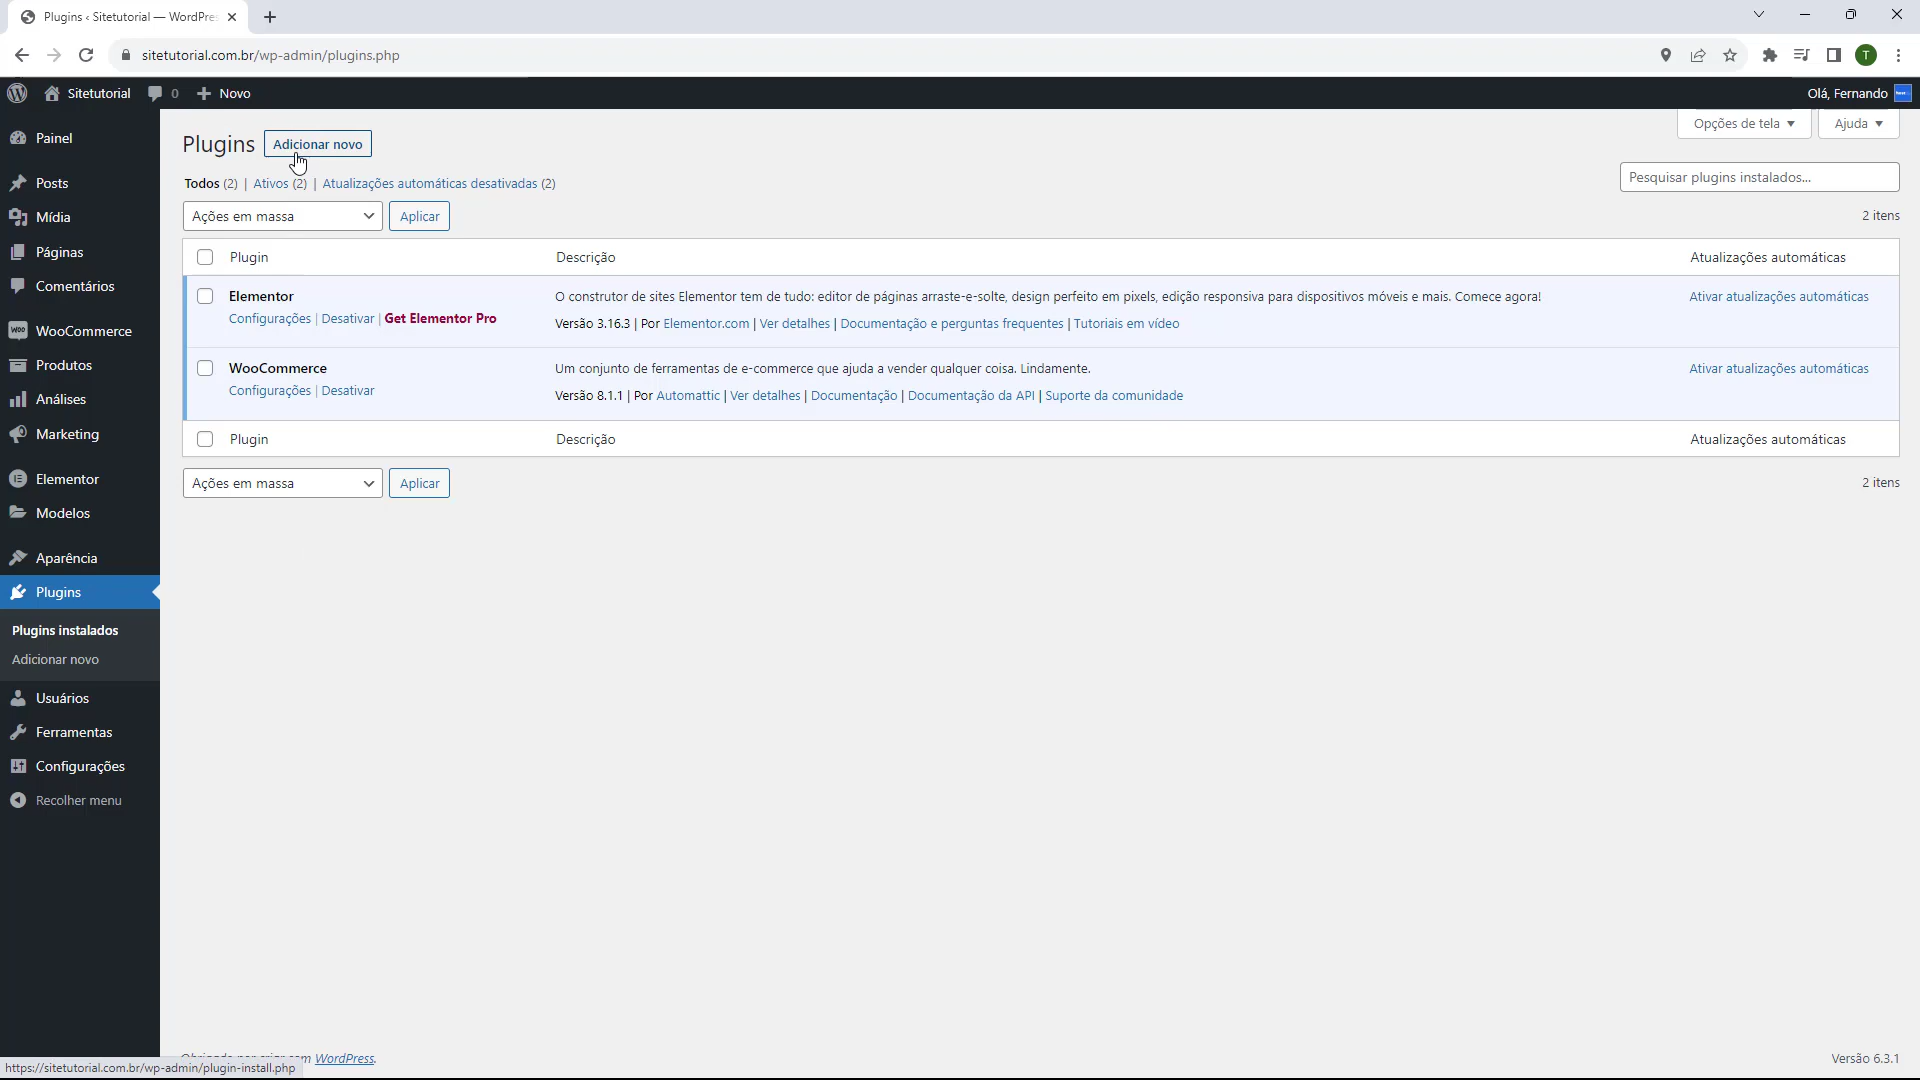 Plugins ‹ Sitetutorial — WordPre
sitetutorial.com.br/wp-admin/plugins.php
T
Sitetutorial
0
Novo
Olá, Fernando
Painel
Posts
Mídia
Páginas
Comentários
WooCommerce
Produtos
Análises
Marketing
Elementor
Modelos
Aparência
Plugins
Plugins instalados
Adicionar novo
Usuários
Ferramentas
Configurações
Recolher menu
Plugins Adicionar novo
Opções de tela
Ajuda
Todos (2) | Ativos (2) | Atualizações automáticas desativadas (2)
Pesquisar plugins instalados...
Ações em massa Aplicar
2 itens
Plugin Descrição Atualizações automáticas
Elementor
Configurações | Desativar | Get Elementor Pro
O construtor de sites Elementor tem de tudo: editor de páginas arraste-e-solte, design perfeito em pixels, edição responsiva para dispositivos móveis e mais. Comece agora!
Versão 3.16.3 | Por Elementor.com | Ver detalhes | Documentação e perguntas frequentes | Tutoriais em vídeo
Ativar atualizações automáticas
WooCommerce
Configurações | Desativar
Um conjunto de ferramentas de e-commerce que ajuda a vender qualquer coisa. Lindamente.
Versão 8.1.1 | Por Automattic | Ver detalhes | Documentação | Documentação da API | Suporte da comunidade
Ativar atualizações automáticas
Plugin Descrição Atualizações automáticas
Ações em massa Aplicar
2 itens
WordPress.
Versão 6.3.1
https://sitetutorial.com.br/wp-admin/plugin-install.php